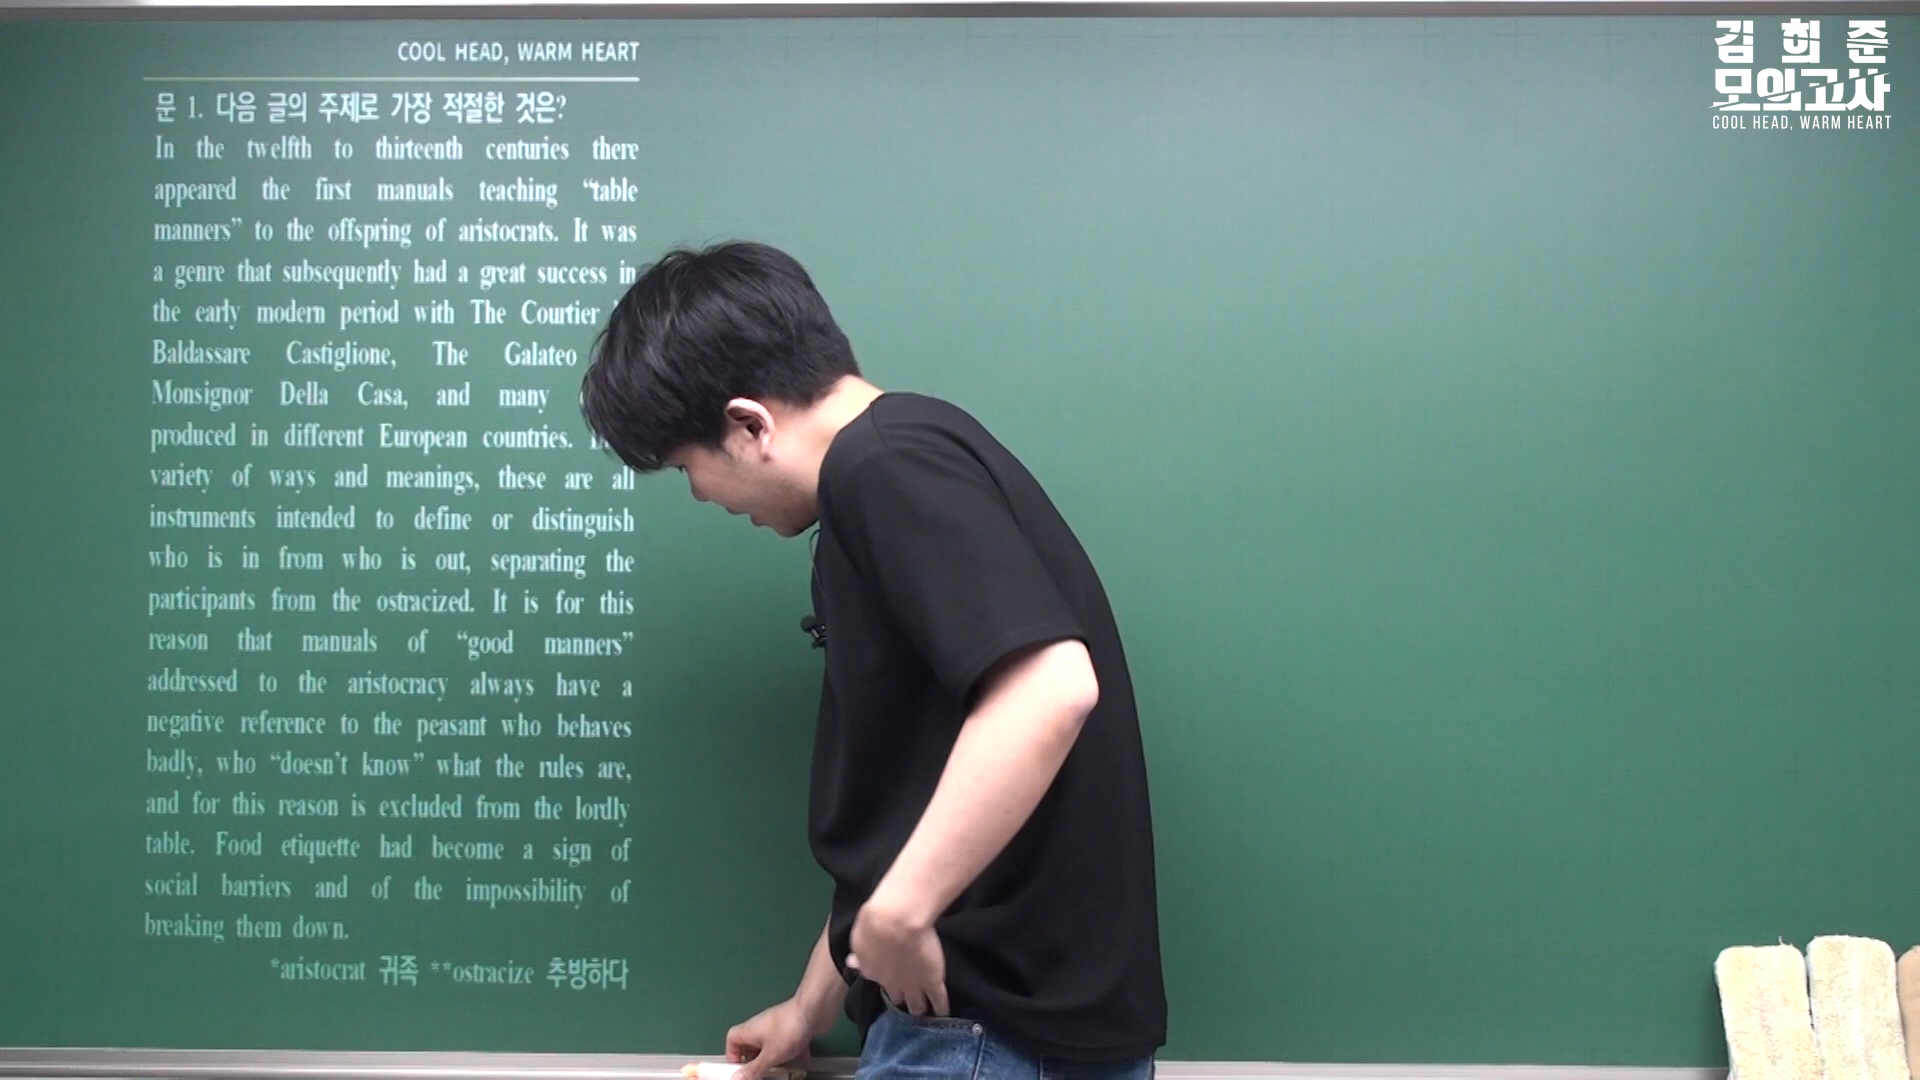 COOL HEAD, WARM HEART
문 1. 다음 글의 주제로 가장 적절한 것은?
In the twelfth to thirteenth centuries there
appeared the first manuals teaching “table
manners” to the offspring of aristocrats. It was
a genre that subsequently had a great success in
the early modern period with The Courtier
Baldassare Castiglione, The Galateo
Monsignor Della Casa, and many
produced in different European countries.
variety of ways and meanings, these are all
instruments intended to define or distinguish
who is in from who is out, separating the
participants from the ostracized. It is for this
reason that manuals of “good manners”
addressed to the aristocracy always have a
negative reference to the peasant who behaves
badly, who “doesn’t know” what the rules are,
and for this reason is excluded from the lordly
table. Food etiquette had become a sign of
social barriers and of the impossibility of
breaking them down.
*aristocrat 귀족 **ostracize 추방하다
김희준
모의고사
COOL HEAD, WARM HEART